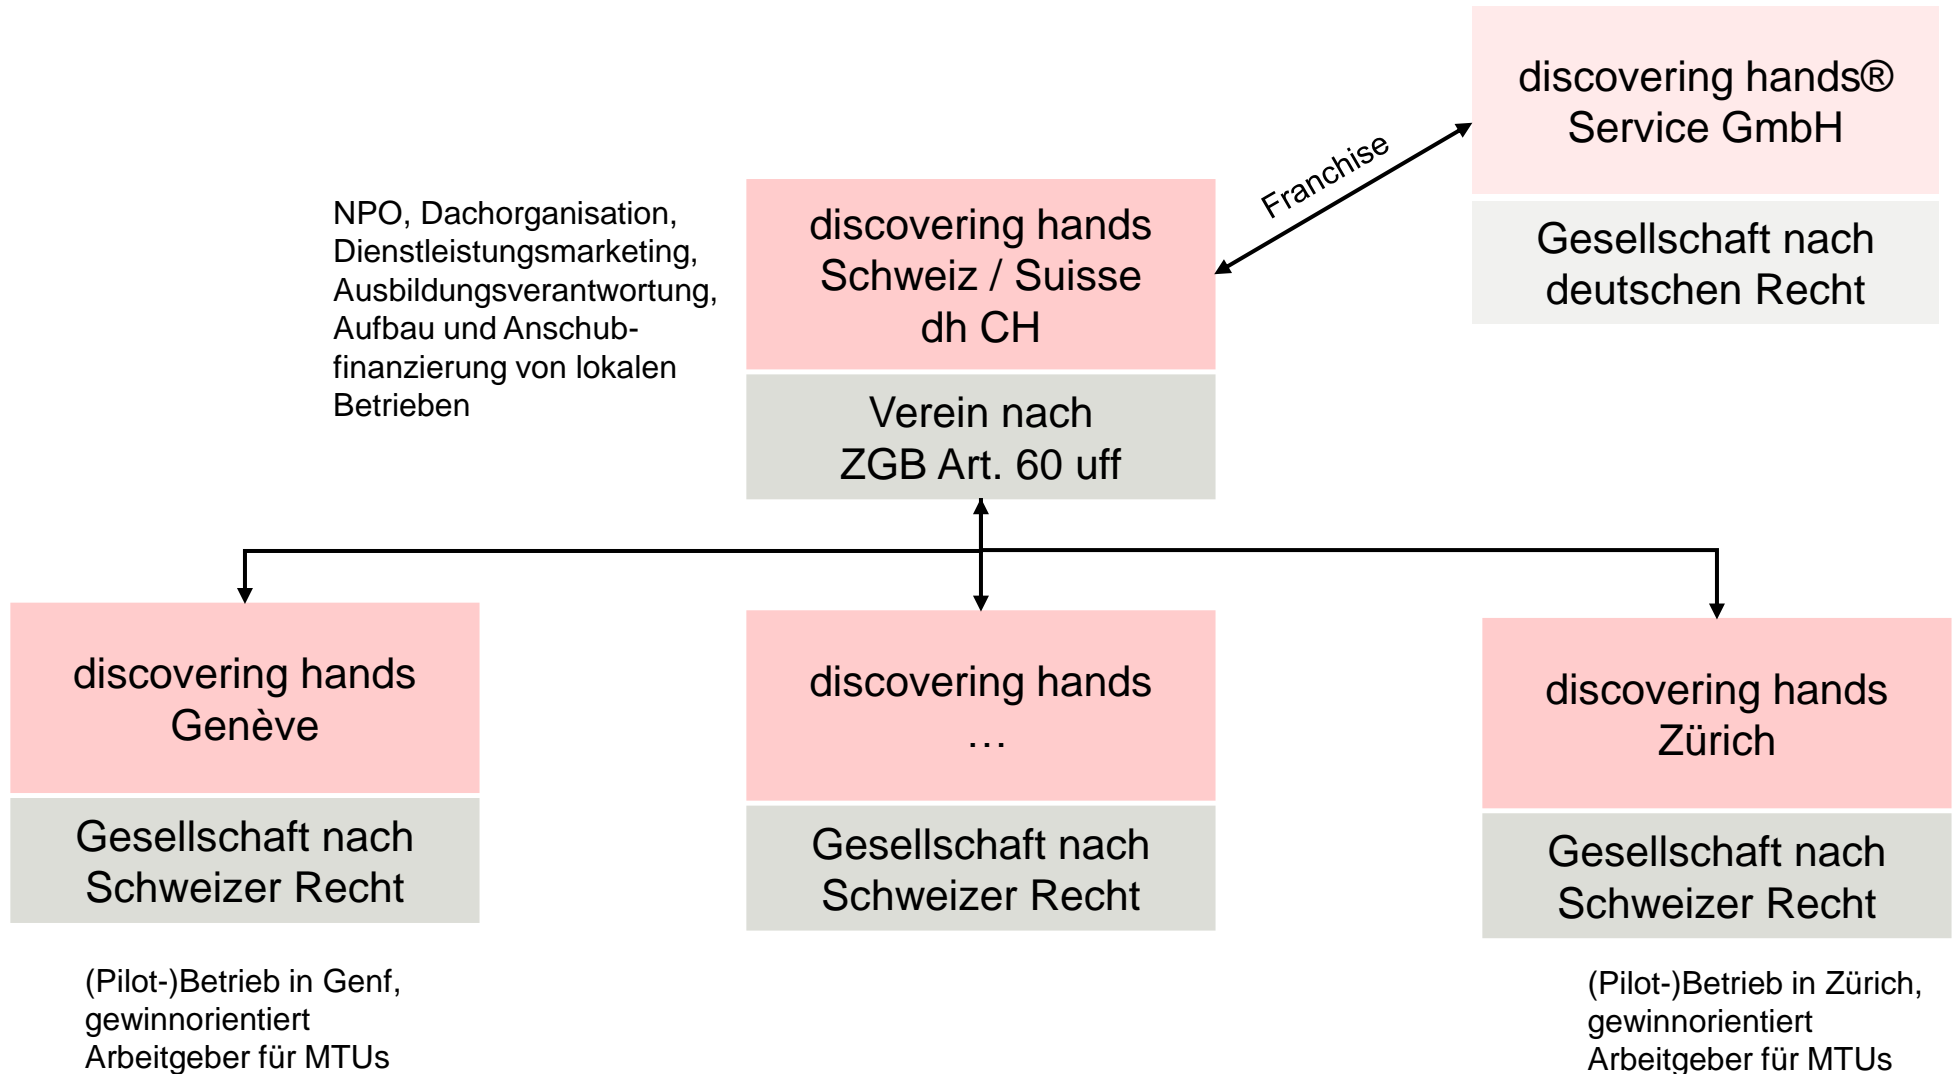 discovering hands®
Service GmbH
Gesellschaft nach
deutschen Recht
Franchise
NPO, Dachorganisation,
Dienstleistungsmarketing,
Ausbildungsverantwortung,
Aufbau und Anschub-
finanzierung von lokalen
Betrieben
discovering hands
Schweiz / Suisse
dh CH
Verein nach
ZGB Art. 60 uff
discovering hands
Genève
Gesellschaft nach
Schweizer Recht
(Pilot-)Betrieb in Genf,
gewinnorientiert
Arbeitgeber für MTUs
discovering hands
…
Gesellschaft nach
Schweizer Recht
discovering hands
Zürich
Gesellschaft nach
Schweizer Recht
(Pilot-)Betrieb in Zürich,
gewinnorientiert
Arbeitgeber für MTUs